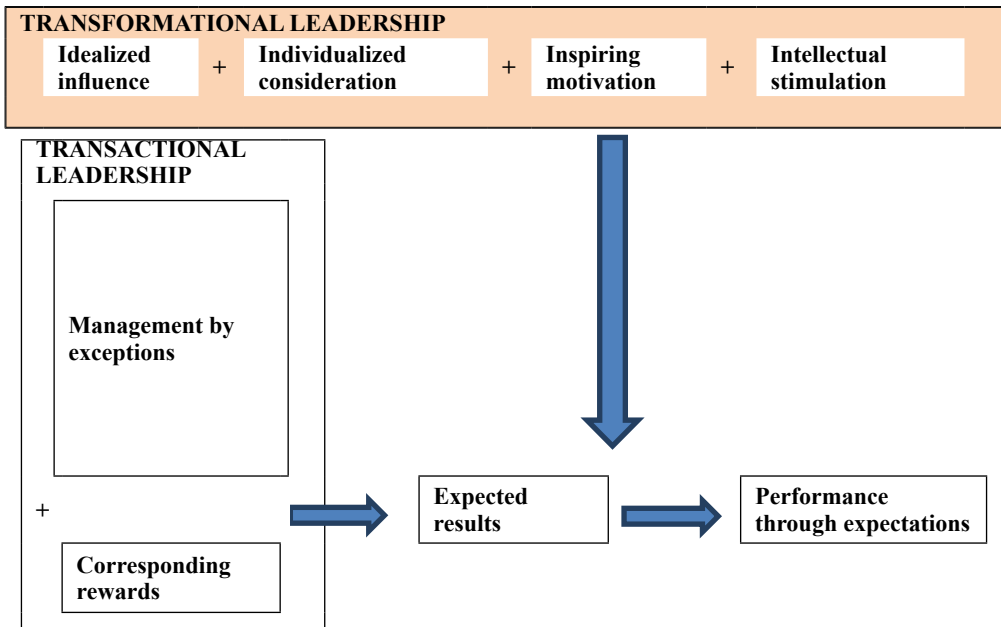 TRANSFORMATIONAL LEADERSHIP
Idealized
influence
+
Individualized
consideration
+
Inspiring
motivation
+
Intellectual
stimulation
TRANSACTIONAL
LEADERSHIP
Management by
exceptions
+
Corresponding
rewards
Expected
results
Performance
through expectations